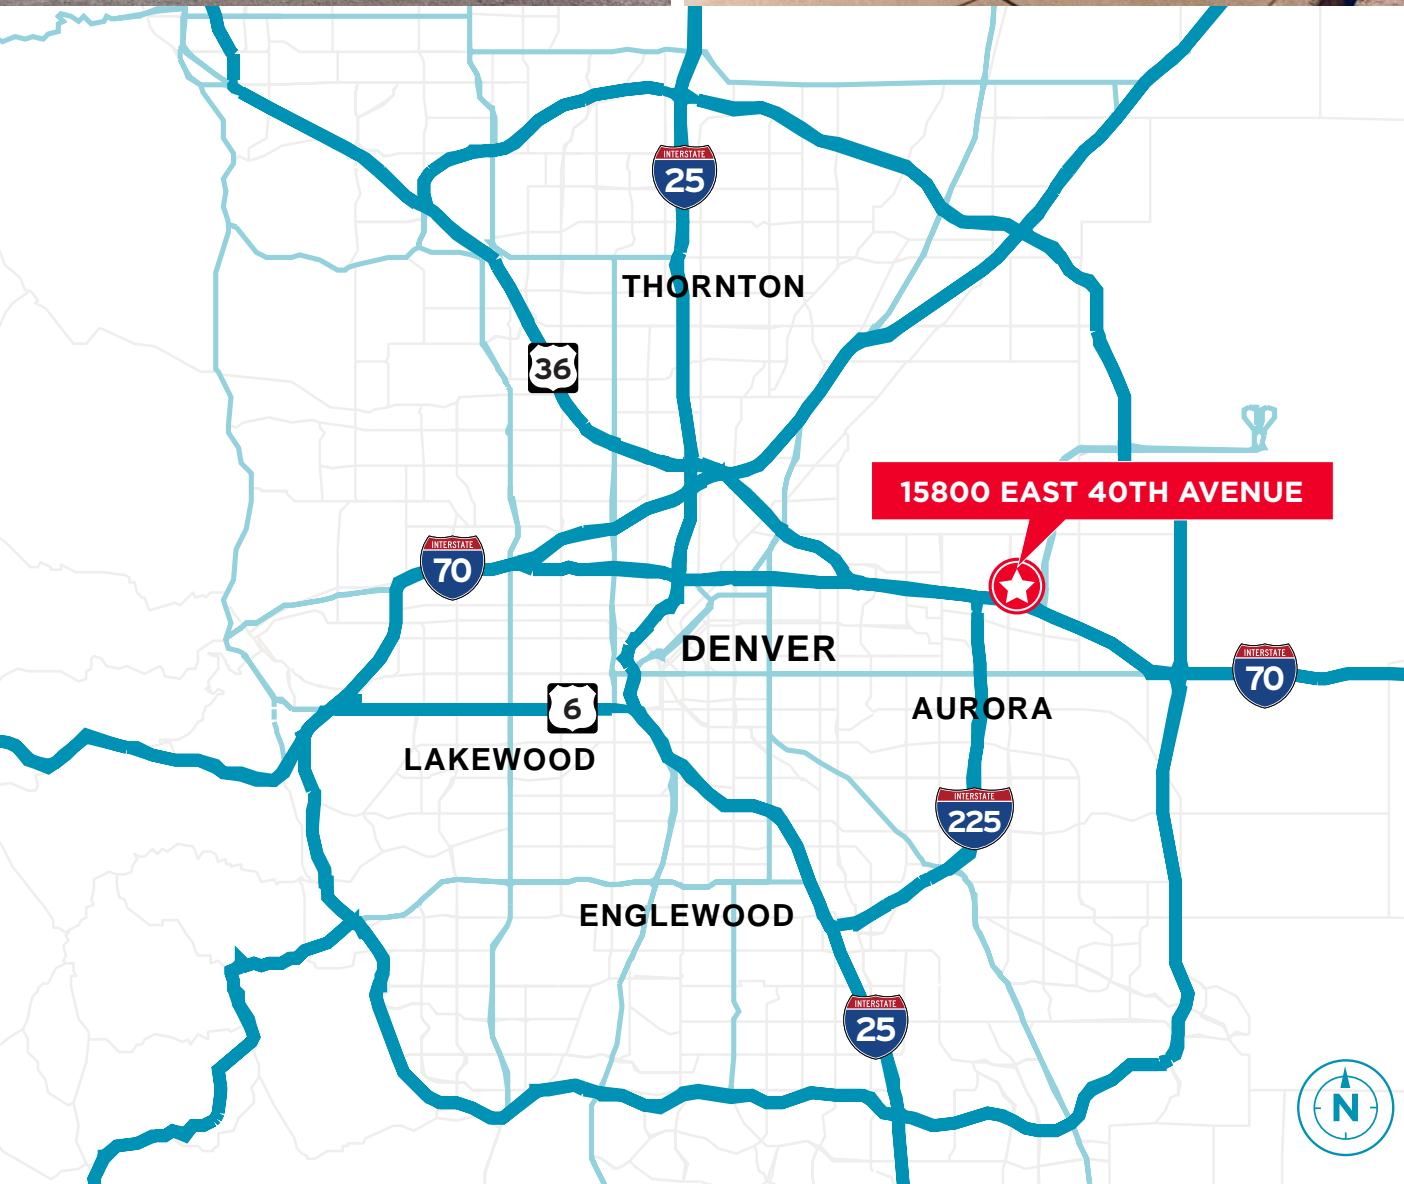 INTERSTATE
25
THORNTON
36
15800 EAST 40TH AVENUE
INTERSTATE
70
DENVER
INTERSTATE
70
6
AURORA
LAKEWOOD
INTERSTATE
225
ENGLEWOOD
INTERSTATE
25
N